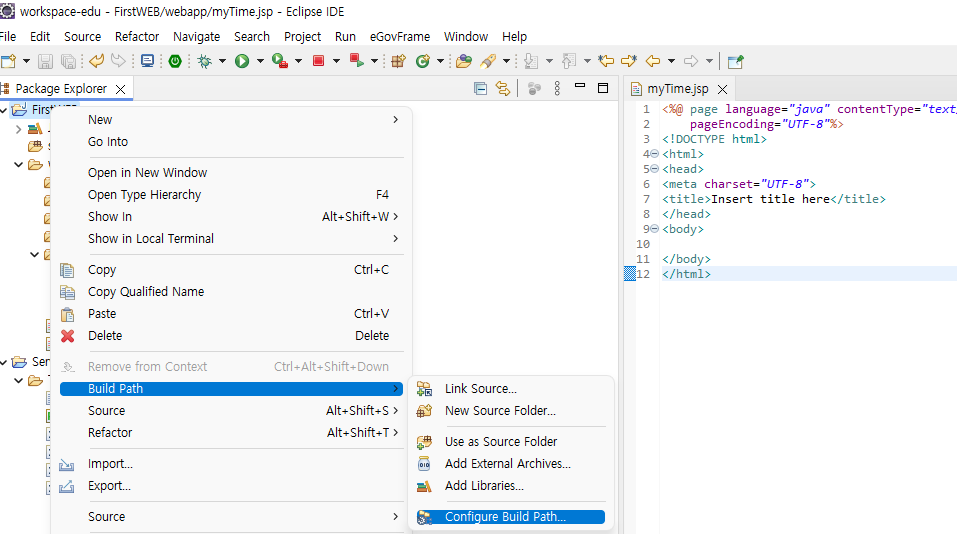 workspace-edu - FirstWEB/webapp/myTime.jsp - Eclipse IDE
File Edit Source Refactor Navigate Search Project Run eGovFrame Window Help
Package Explorer
New
Go Into
Open in New Window
Open Type Hierarchy F4
Show In Alt+Shift+W
Show in Local Terminal
Copy Ctrl+C
Copy Qualified Name
Paste Ctrl+V
Delete Delete
Remove from Context Ctrl+Alt+Shift+Down
Build Path
Source Alt+Shift+S
Refactor Alt+Shift+T
Import...
Export...
Source
Link Source...
New Source Folder...
Use as Source Folder
Add External Archives...
Add Libraries...
Configure Build Path...
myTime.jsp
1 <%@ page language="java" contentType="text/
2 pageEncoding="UTF-8"%>
3 <!DOCTYPE html>
4 <html>
5 <head>
6 <meta charset="UTF-8">
7 <title>Insert title here</title>
8 </head>
9 <body>
10
11 </body>
12 </html>